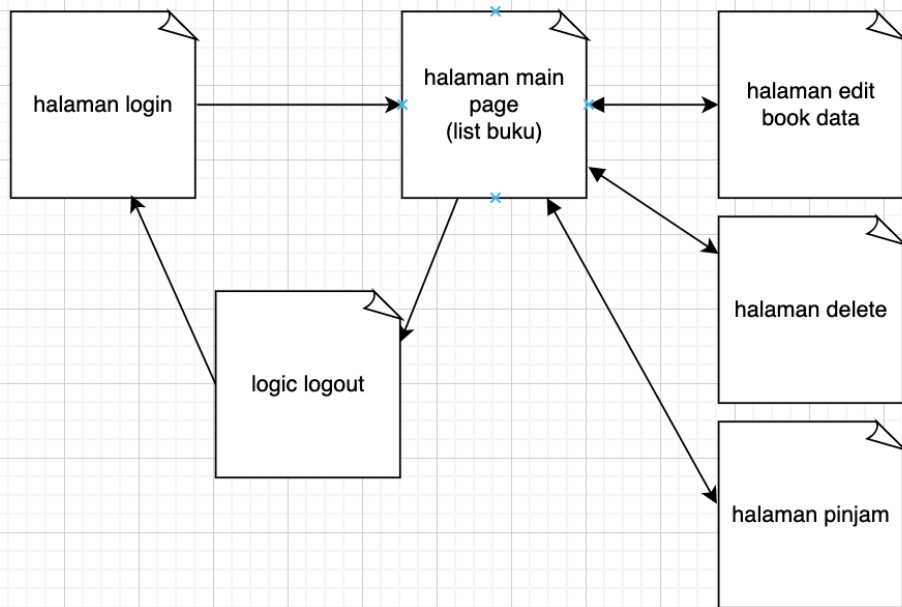 halaman login
halaman main
page
(list buku)
halaman edit
book data
halaman delete
logic logout
halaman pinjam